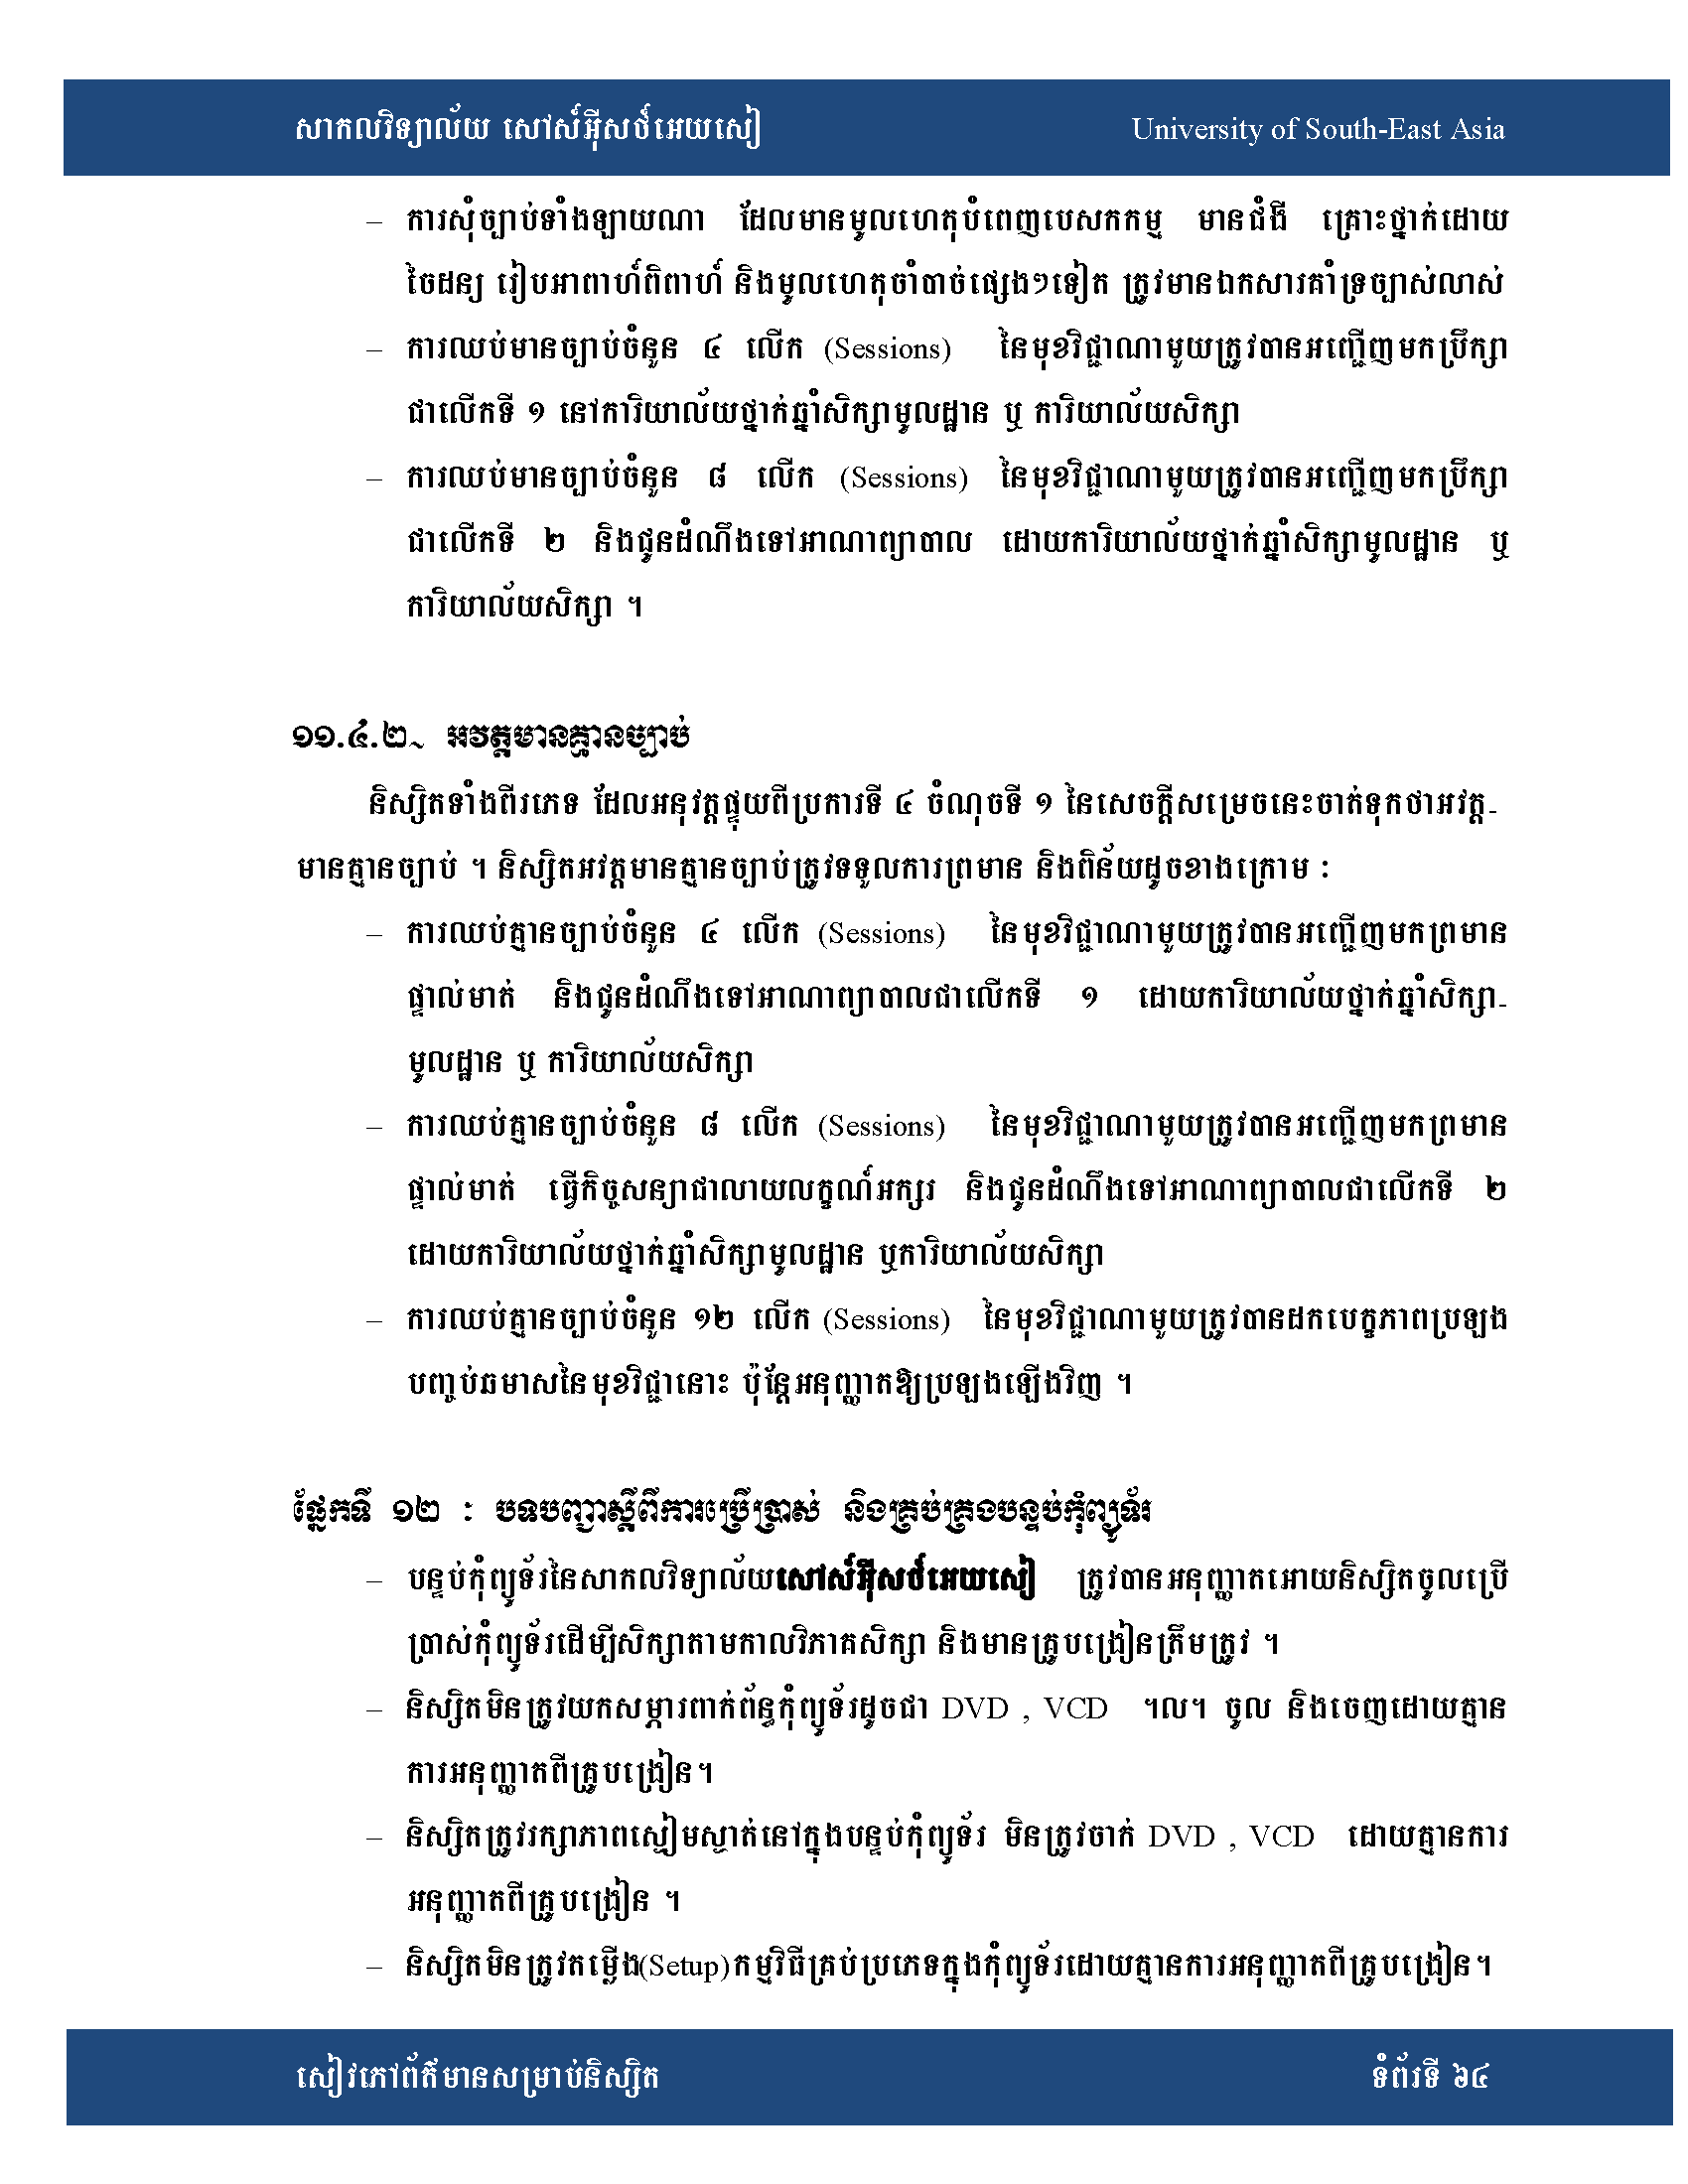 សាកលវិទ្យាល័យ សៅស៍អ៊ីសថ៍អេយសៀ University of South-East Asia
– ការសុំច្បាប់ទាំងឡាយណា ដែលមានមូលហេតុបំពេញបេសកកម្ម មានជំងឺ គ្រោះថ្នាក់ដោយ
ចៃដន្យ រៀបអាពាហ៍ពិពាហ៍ និងមូលហេតុចាំបាច់ផ្សេងៗទៀត ត្រូវមានឯកសារគាំទ្រច្បាស់លាស់
– ការឈប់មានច្បាប់ចំនួន ៤ លើក (Sessions) នៃមុខវិជ្ជាណាមួយត្រូវបានអញ្ជើញមកប្រឹក្សា
ជាលើកទី ១ នៅការិយាល័យថ្នាក់ឆ្នាំសិក្សាមូលដ្ឋាន ឬ ការិយាល័យសិក្សា
– ការឈប់មានច្បាប់ចំនួន ៨ លើក (Sessions) នៃមុខវិជ្ជាណាមួយត្រូវបានអញ្ជើញមកប្រឹក្សា
ជាលើកទី ២ និងជូនដំណឹងទៅអាណាព្យាបាល ដោយការិយាល័យថ្នាក់ឆ្នាំសិក្សាមូលដ្ឋាន ឬ
ការិយាល័យសិក្សា ។
១១.៤.២~ អវត្តមានគ្មានច្បាប់
និស្សិតទាំងពីរភេទ ដែលអនុវត្តផ្ទុយពីប្រការទី ៤ ចំណុចទី ១ នៃសេចក្តីសម្រេចនេះចាត់ទុកថាអវត្ត-
មានគ្មានច្បាប់ ។ និស្សិតអវត្តមានគ្មានច្បាប់ត្រូវទទួលការព្រមាន និងពិន័យដូចខាងក្រោម ៖
– ការឈប់គ្មានច្បាប់ចំនួន ៤ លើក (Sessions) នៃមុខវិជ្ជាណាមួយត្រូវបានអញ្ជើញមកព្រមាន
ផ្ទាល់មាត់ និងជូនដំណឹងទៅអាណាព្យាបាលជាលើកទី ១ ដោយការិយាល័យថ្នាក់ឆ្នាំសិក្សា-
មូលដ្ឋាន ឬ ការិយាល័យសិក្សា
– ការឈប់គ្មានច្បាប់ចំនួន ៨ លើក (Sessions) នៃមុខវិជ្ជាណាមួយត្រូវបានអញ្ជើញមកព្រមាន
ផ្ទាល់មាត់ ធ្វើកិច្ចសន្យាជាលាយលក្ខណ៍អក្សរ និងជូនដំណឹងទៅអាណាព្យាបាលជាលើកទី ២
ដោយការិយាល័យថ្នាក់ឆ្នាំសិក្សាមូលដ្ឋាន ឬការិយាល័យសិក្សា
– ការឈប់គ្មានច្បាប់ចំនួន ១២ លើក (Sessions) នៃមុខវិជ្ជាណាមួយត្រូវបានដកបេក្ខភាពប្រឡង
បញ្ចប់ឆមាសនៃមុខវិជ្ជានោះ ប៉ុន្តែអនុញ្ញាតឱ្យប្រឡងឡើងវិញ ។
ផ្នែកទី ១២ : បទបញ្ជាស្តីពីការប្រើប្រាស់ និងគ្រប់គ្រងបន្ទប់កុំព្យូទ័រ
– បន្ទប់កុំព្យូទ័រនៃសាកលវិទ្យាល័យសៅស៍អ៊ីសថ៍អេយសៀ ត្រូវបានអនុញ្ញាតអោយនិស្សិតចូលប្រើ
ប្រាស់កុំព្យូទ័រដើម្បីសិក្សាតាមកាលវិភាគសិក្សា និងមានគ្រូបង្រៀនត្រឹមត្រូវ ។
– និស្សិតមិនត្រូវយកសម្ភារពាក់ព័ន្ធកុំព្យូទ័រដូចជា DVD , VCD ។ល។ ចូល និងចេញដោយគ្មាន
ការអនុញ្ញាតពីគ្រូបង្រៀន។
– និស្សិតត្រូវរក្សាភាពស្ងៀមស្ងាត់នៅក្នុងបន្ទប់កុំព្យូទ័រ មិនត្រូវចាក់ DVD , VCD ដោយគ្មានការ
អនុញ្ញាតពីគ្រូបង្រៀន ។
– និស្សិតមិនត្រូវតម្លើង(Setup)កម្មវិធីគ្រប់ប្រភេទក្នុងកុំព្យូទ័រដោយគ្មានការអនុញ្ញាតពីគ្រូបង្រៀន។
សៀវភៅព័ត៌មានសម្រាប់និស្សិត ទំព័រទី ៦៤